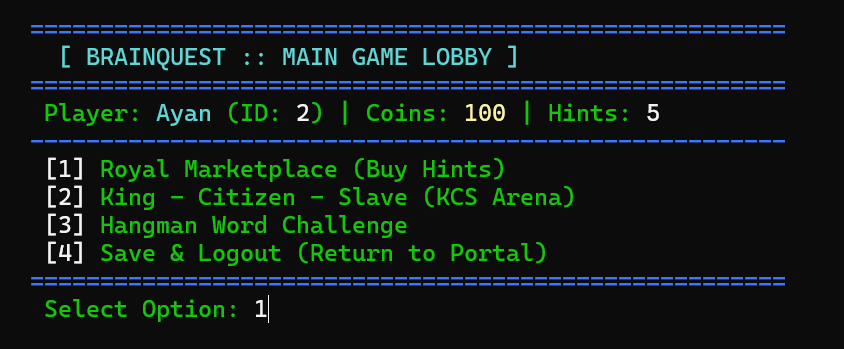 ======================================================
[ BRAINQUEST :: MAIN GAME LOBBY ]
======================================================
Player: Ayan (ID: 2) | Coins: 100 | Hints: 5
------------------------------------------------------
[1] Royal Marketplace (Buy Hints)
[2] King - Citizen - Slave (KCS Arena)
[3] Hangman Word Challenge
[4] Save & Logout (Return to Portal)
======================================================
Select Option: 1